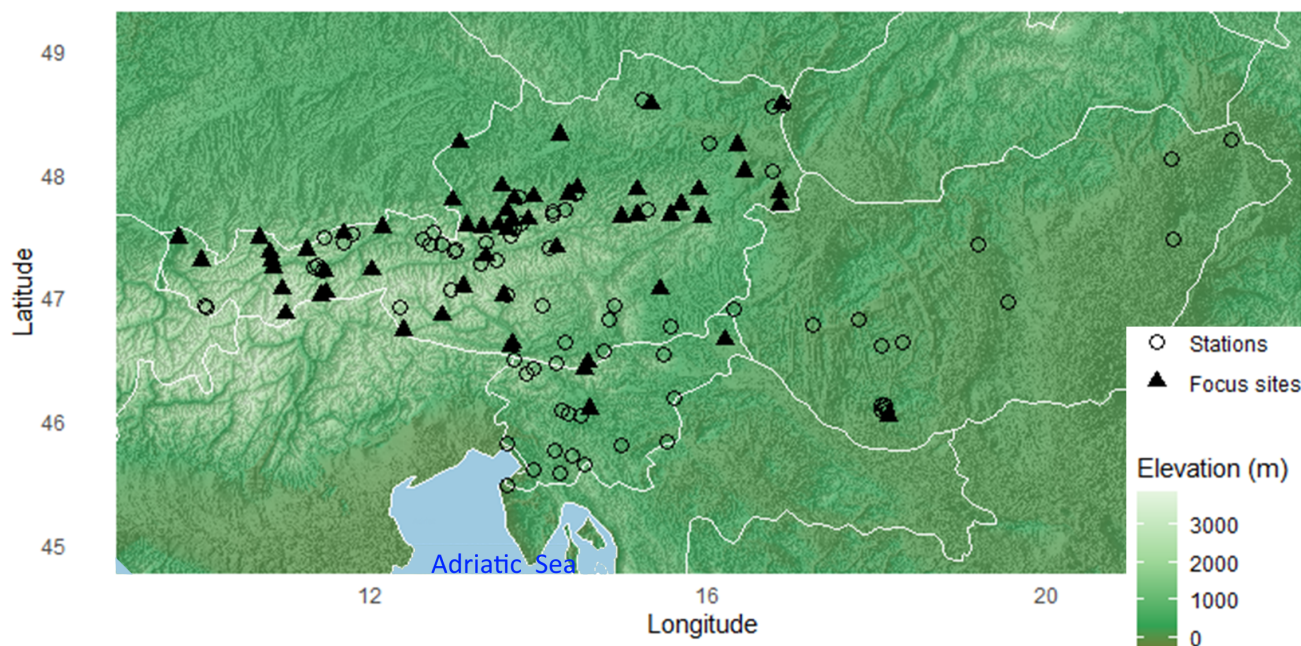 49
48
47
46
45
Latitude
12
16
20
Longitude
Adriatic Sea
Stations
Focus sites
Elevation (m)
3000
2000
1000
0